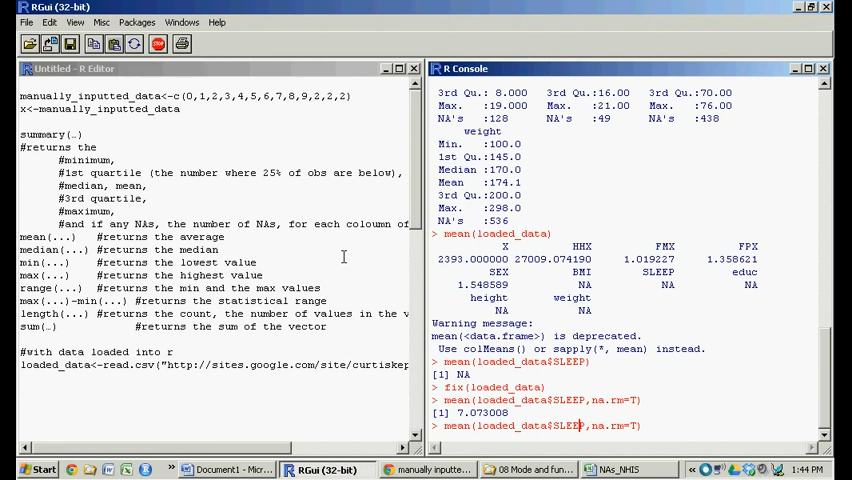 RGui (32-bit)
File Edit View Misc Packages Windows Help
Untitled - R Editor
manually_inputted_data<-c(0,1,2,3,4,5,6,7,8,9,2,2,2)
x<-manually_inputted_data
summary(…)
#returns the
#minimum,
#1st quartile (the number where 25% of obs are below),
#median, mean,
#3rd quartile,
#maximum,
#and if any NAs, the number of NAs, for each coloumn of
mean(...) #returns the average
median(...) #returns the median
min(...) #returns the lowest value
max(...) #returns the highest value
range(...) #returns the min and the max values
max(...)-min(...) #returns the statistical range
length(...) #returns the count, the number of values in the v
sum(…) #returns the sum of the vector
#with data loaded into r
loaded_data<-read.csv("http://sites.google.com/site/curtiskep
R Console
3rd Qu.: 8.000 3rd Qu.:16.00 3rd Qu.:70.00
Max. :19.000 Max. :21.00 Max. :76.00
NA's :128 NA's :49 NA's :438
weight
Min. :100.0
1st Qu.:145.0
Median :170.0
Mean :174.1
3rd Qu.:200.0
Max. :298.0
NA's :536
> mean(loaded_data)
X HHX FMX FPX
2393.000000 27009.074190 1.019227 1.358621
SEX BMI SLEEP educ
1.548589 NA NA NA
height weight
NA NA
Warning message:
mean(<data.frame>) is deprecated.
Use colMeans() or sapply(*, mean) instead.
> mean(loaded_data$SLEEP)
[1] NA
> fix(loaded_data)
> mean(loaded_data$SLEEP,na.rm=T)
[1] 7.073008
> mean(loaded_data$SLEEP,na.rm=T)
Start » Document1 - Micr... RGui (32-bit) manually inputte... 08 Mode and fun... NAs_NHIS « 1:44 PM